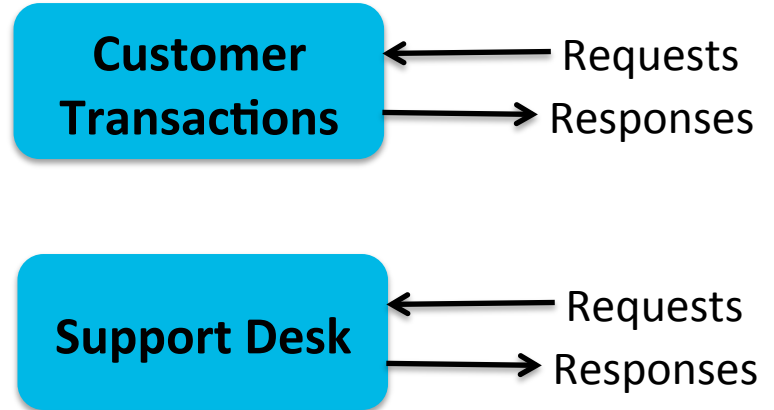 Customer
Transactions
Requests
Responses
Support Desk
Requests
Responses